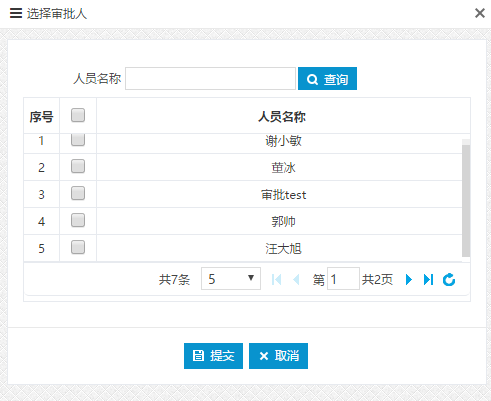 选择审批人
人员名称 查询
序号 人员名称
1 谢小敏
2 董冰
3 审批test
4 郭帅
5 汪大旭
共7条 5 第 1 共2页
提交 取消